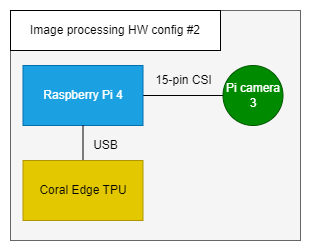 Image processing HW config #2
15-pin CSI
Raspberry Pi 4
Pi camera
3
USB
Coral Edge TPU